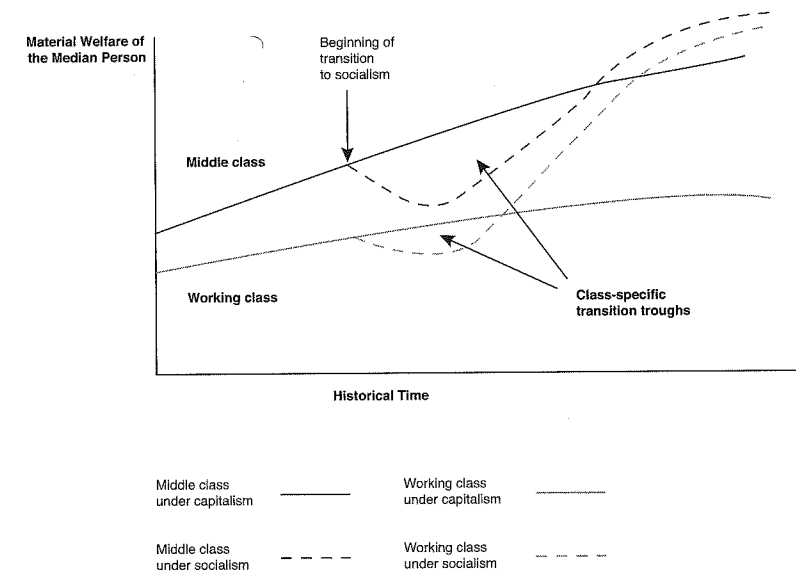 Material Welfare of
the Median Person
Beginning of
transition
to socialism
Middle class
Working class
Class-specific
transition troughs
Historical Time
Middle class
under capitalism
Working class
under capitalism
Middle class
under socialism
Working class
under socialism